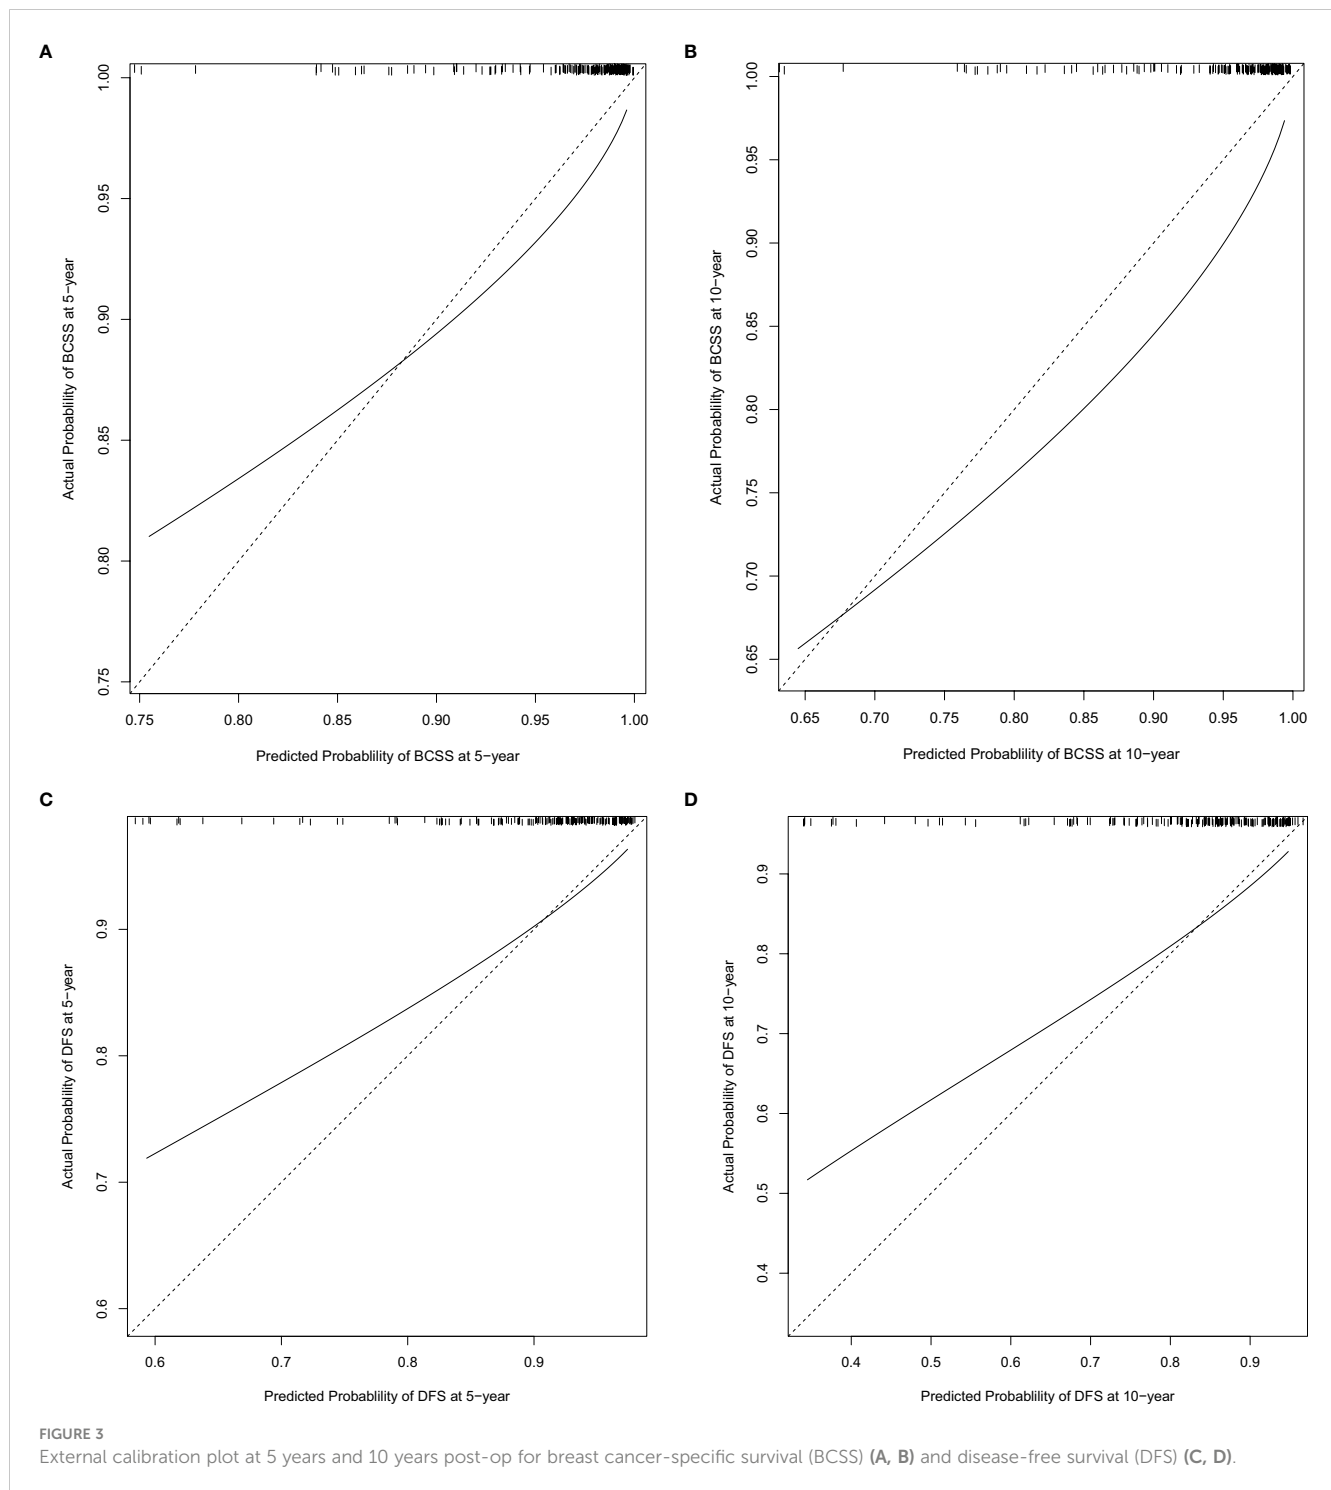 A
B
1.00
0.95
0.90
0.85
0.80
0.75
Actual Probablility of BCSS at 5−year
0.75 0.80 0.85 0.90 0.95 1.00
Predicted Probablility of BCSS at 5−year
1.00
0.95
0.90
0.85
0.80
0.75
0.70
0.65
Actual Probablility of BCSS at 10−year
0.65 0.70 0.75 0.80 0.85 0.90 0.95 1.00
Predicted Probablility of BCSS at 10−year
C
D
0.9
0.8
0.7
0.6
Actual Probablility of DFS at 5−year
0.6 0.7 0.8 0.9
Predicted Probablility of DFS at 5−year
0.9
0.8
0.7
0.6
0.5
0.4
Actual Probablility of DFS at 10−year
0.4 0.5 0.6 0.7 0.8 0.9
Predicted Probablility of DFS at 10−year
FIGURE 3
External calibration plot at 5 years and 10 years post-op for breast cancer-specific survival (BCSS) (A, B) and disease-free survival (DFS) (C, D).